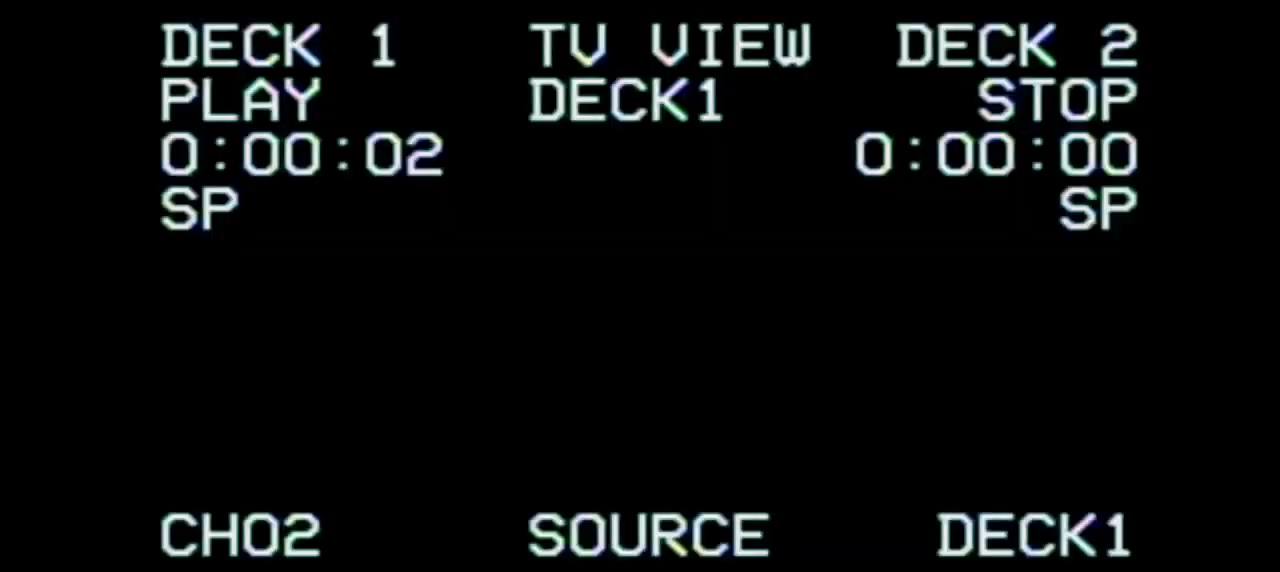 DECK 1 TV VIEW DECK 2
PLAY DECK1 STOP
0:00:02 0:00:00
SP SP
CH02 SOURCE DECK1